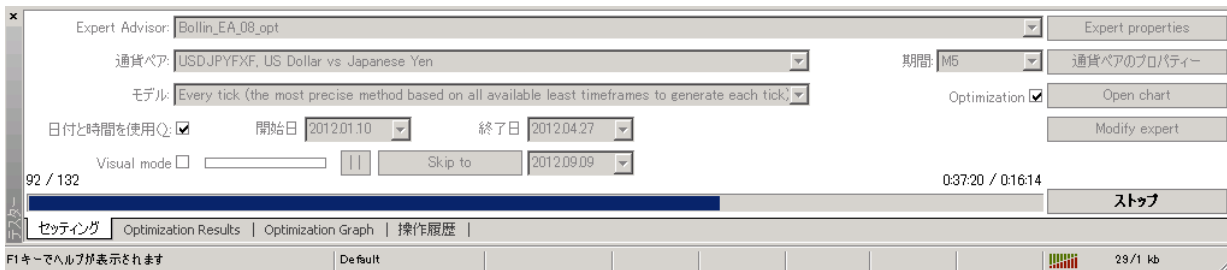 ×
Expert Advisor: Bollin_EA_08_opt Expert properties
通貨ペア: USDJPYFXF, US Dollar vs Japanese Yen 期間: M5 通貨ペアのプロパティー
モデル: Every tick (the most precise method based on all available least timeframes to generate each tick) Optimization Open chart
日付と時間を使用(): 開始日 2012.01.10 終了日 2012.04.27 Modify expert
Visual mode Skip to 2012.09.09
92 / 132 0:37:20 / 0:16:14
ストップ
テスター
セッティング | Optimization Results | Optimization Graph | 操作履歴 |
F1キーでヘルプが表示されます Default 29/1 kb